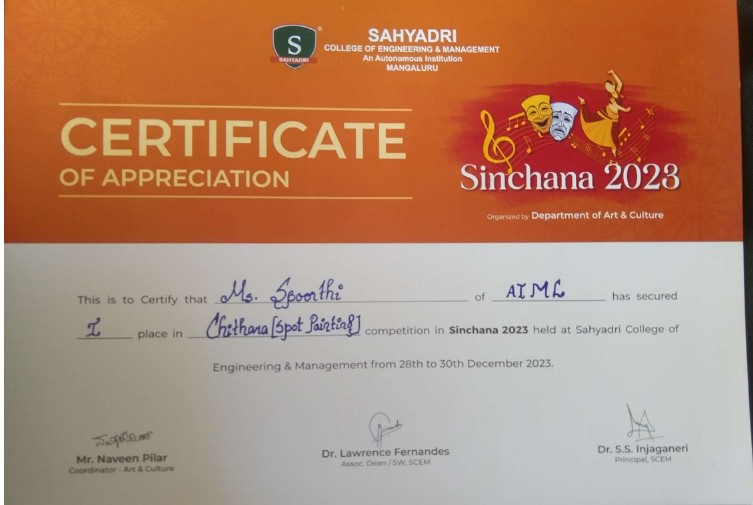 SAHYADRI
COLLEGE OF ENGINEERING & MANAGEMENT
An Autonomous Institution
MANGALURU
S
SAHYADRI
CERTIFICATE
OF APPRECIATION
Sinchana 2023
Organized by Department of Art & Culture
This is to Certify that Ms. Spoorthi of AIML has secured
I place in Chithara [Spot Painting] competition in Sinchana 2023 held at Sahyadri College of
Engineering & Management from 28th to 30th December 2023.
Mr. Naveen Pilar
Coordinator - Art & Culture
Dr. Lawrence Fernandes
Assoc. Dean / SW, SCEM
Dr. S.S. Injaganeri
Principal, SCEM